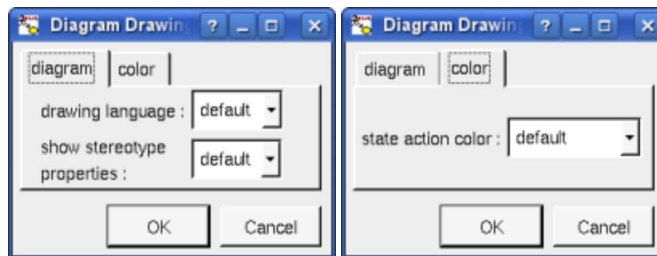 Diagram Drawin
diagram color
drawing language : default
show stereotype
properties : default
OK Cancel
Diagram Drawin
diagram color
state action color : default
OK Cancel